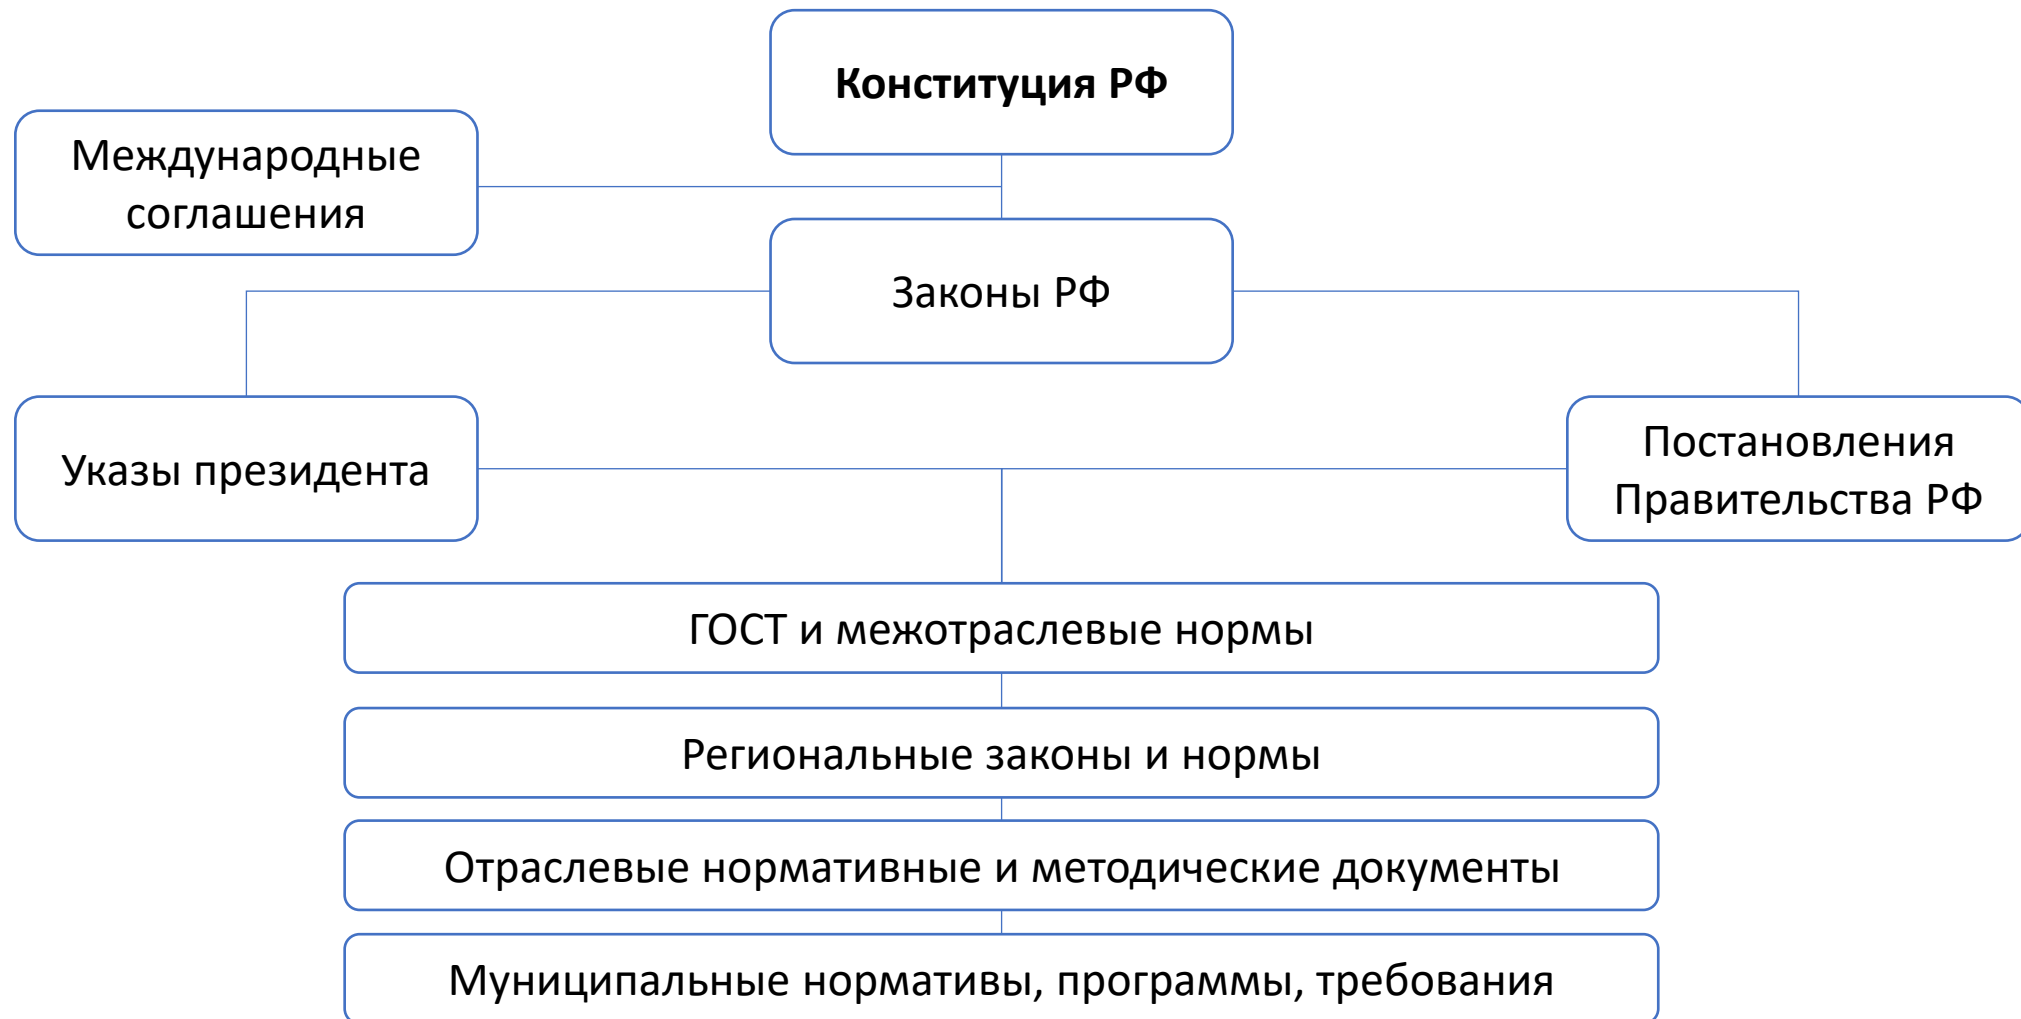 Конституция РФ
Международные
соглашения
Законы РФ
Указы президента
Постановления
Правительства РФ
ГОСТ и межотраслевые нормы
Региональные законы и нормы
Отраслевые нормативные и методические документы
Муниципальные нормативы, программы, требования